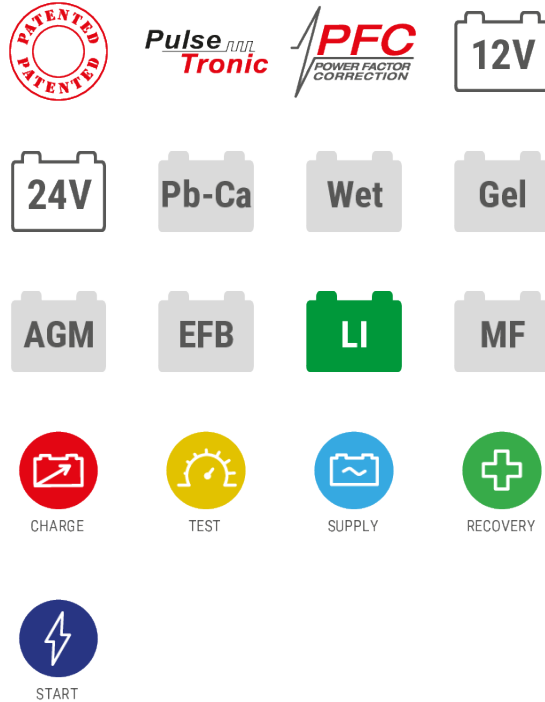 PATENTED
PATENTED
Pulse
Tronic
PFC
POWER FACTOR
CORRECTION
12V
24V
Pb-Ca
Wet
Gel
AGM
EFB
LI
MF
CHARGE
TEST
SUPPLY
RECOVERY
START